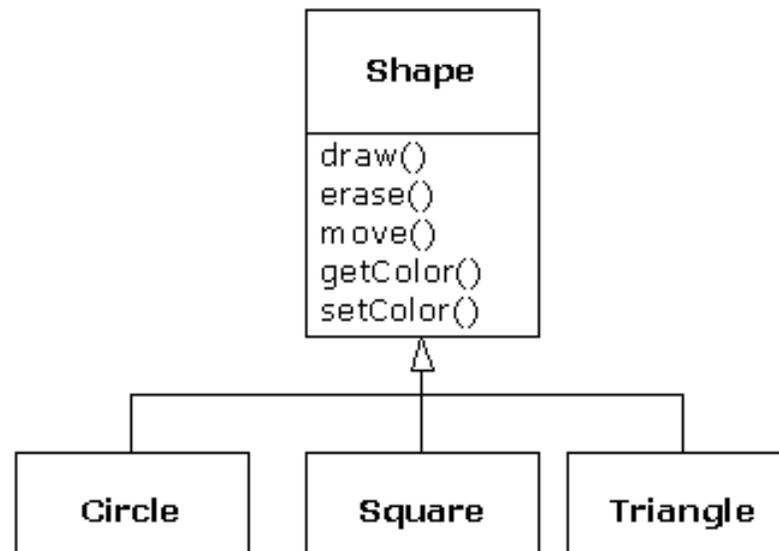 Shape
draw()
erase()
move()
getColor()
setColor()
Circle
Square
Triangle